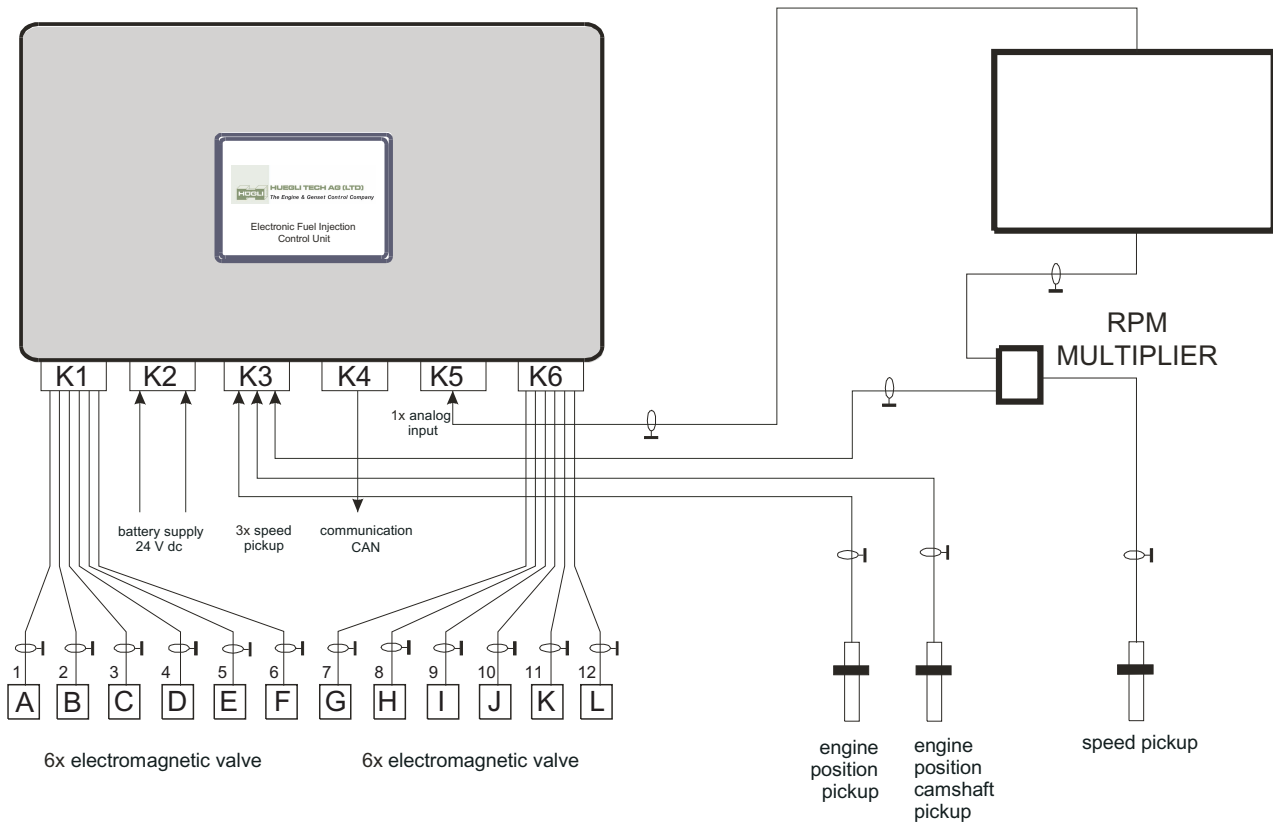 HÜGLI
HUEGLI TECH AG (LTD)
The Engine & Genset Control Company
Electronic Fuel Injection
Control Unit
RPM
MULTIPLIER
K1 K2 K3 K4 K5 K6
1x analog
input
battery supply
24 V dc
3x speed
pickup
communication
CAN
1 2 3 4 5 6 7 8 9 10 11 12
A B C D E F G H I J K L
6x electromagnetic valve
6x electromagnetic valve
engine
position
pickup
engine
position
camshaft
pickup
speed pickup